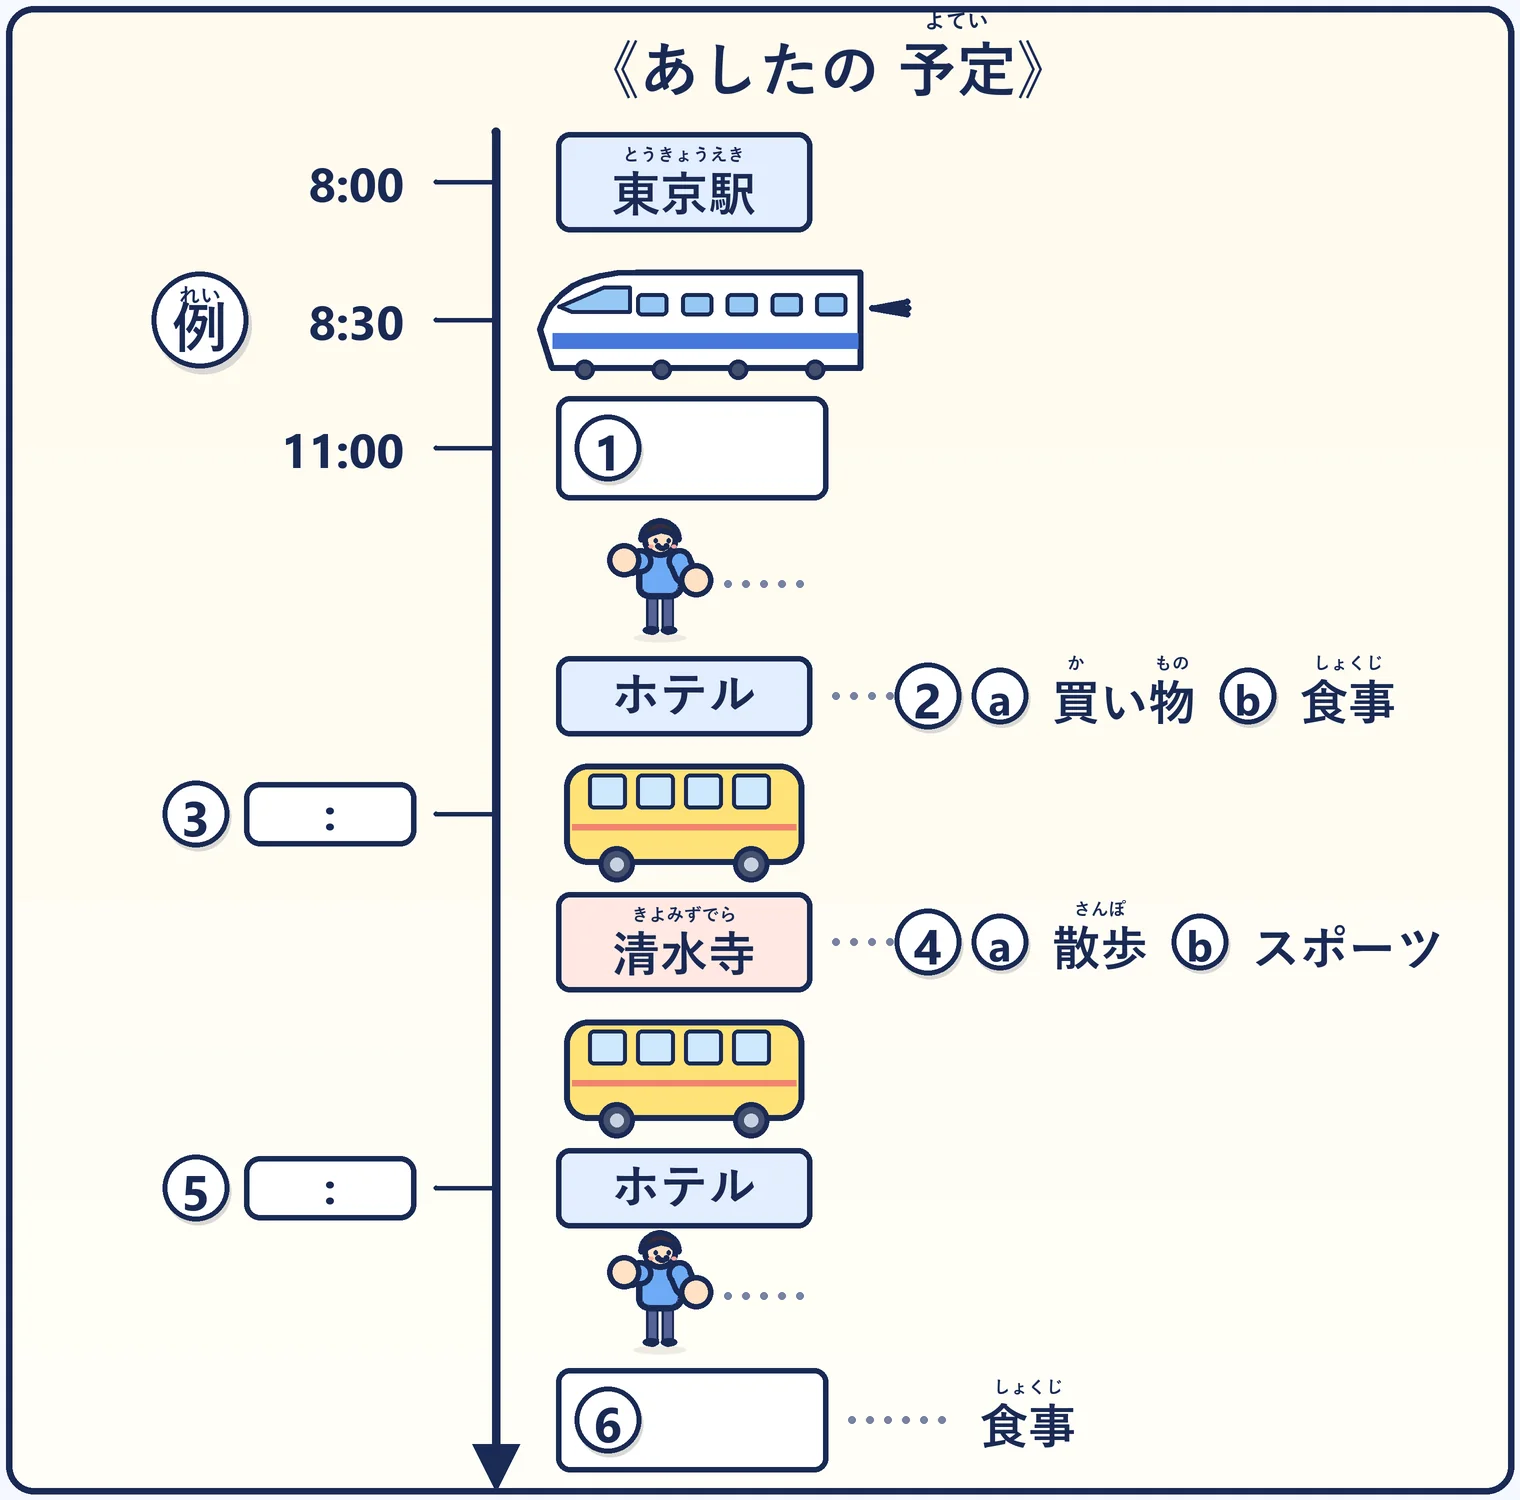 よてい
《あしたの 予定》
8:00 とうきょうえき
東京駅
れい
例 8:30
11:00 ①
か もの しょくじ
ホテル ② ⓐ 買い物 ⓑ 食事
③ :
きよみずでら さんぽ
清水寺 ④ ⓐ 散歩 ⓑ スポーツ
⑤ : ホテル
しょくじ
⑥ 食事